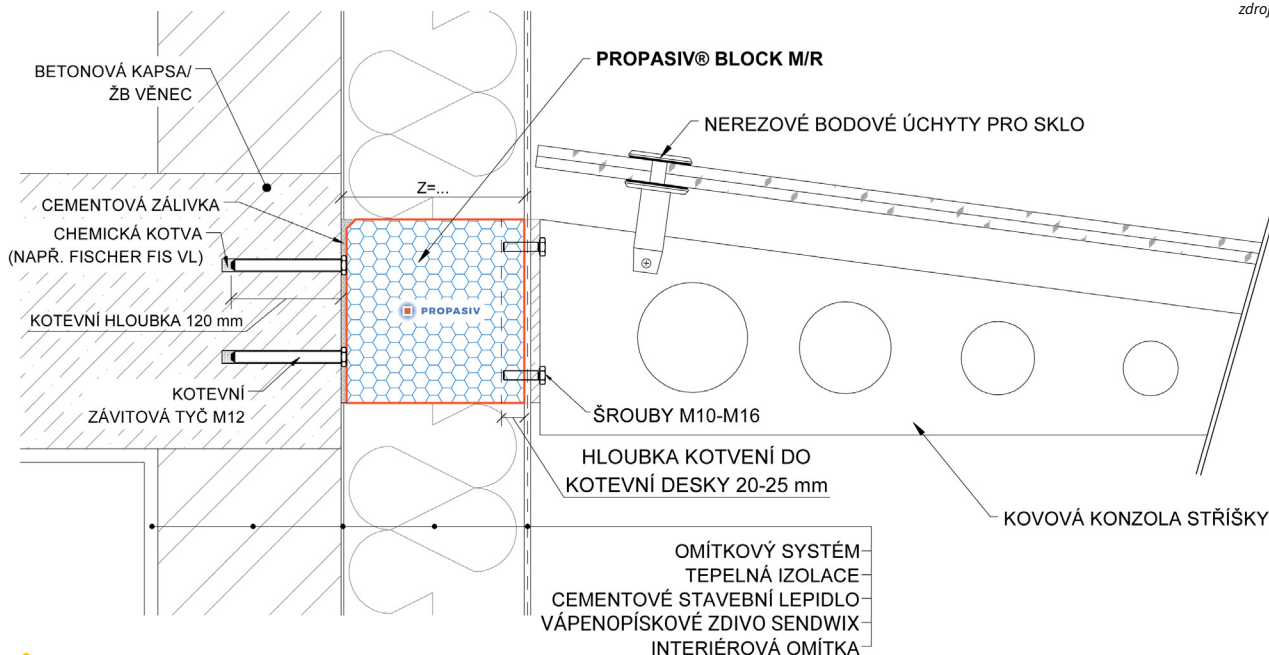 zdroj
BETONOVÁ KAPSA/
ŽB VĚNEC
PROPASIV® BLOCK M/R
NEREZOVÉ BODOVÉ ÚCHYTY PRO SKLO
Z=...
CEMENTOVÁ ZÁLIVKA
CHEMICKÁ KOTVA
(NAPŘ. FISCHER FIS VL)
PROPASIV
KOTEVNÍ HLOUBKA 120 mm
KOTEVNÍ
ZÁVITOVÁ TYČ M12
ŠROUBY M10-M16
HLOUBKA KOTVENÍ DO
KOTEVNÍ DESKY 20-25 mm
KOVOVÁ KONZOLA STŘÍŠKY
OMÍTKOVÝ SYSTÉM
TEPELNÁ IZOLACE
CEMENTOVÉ STAVEBNÍ LEPIDLO
VÁPENOPÍSKOVÉ ZDIVO SENDWIX
INTERIÉROVÁ OMÍTKA